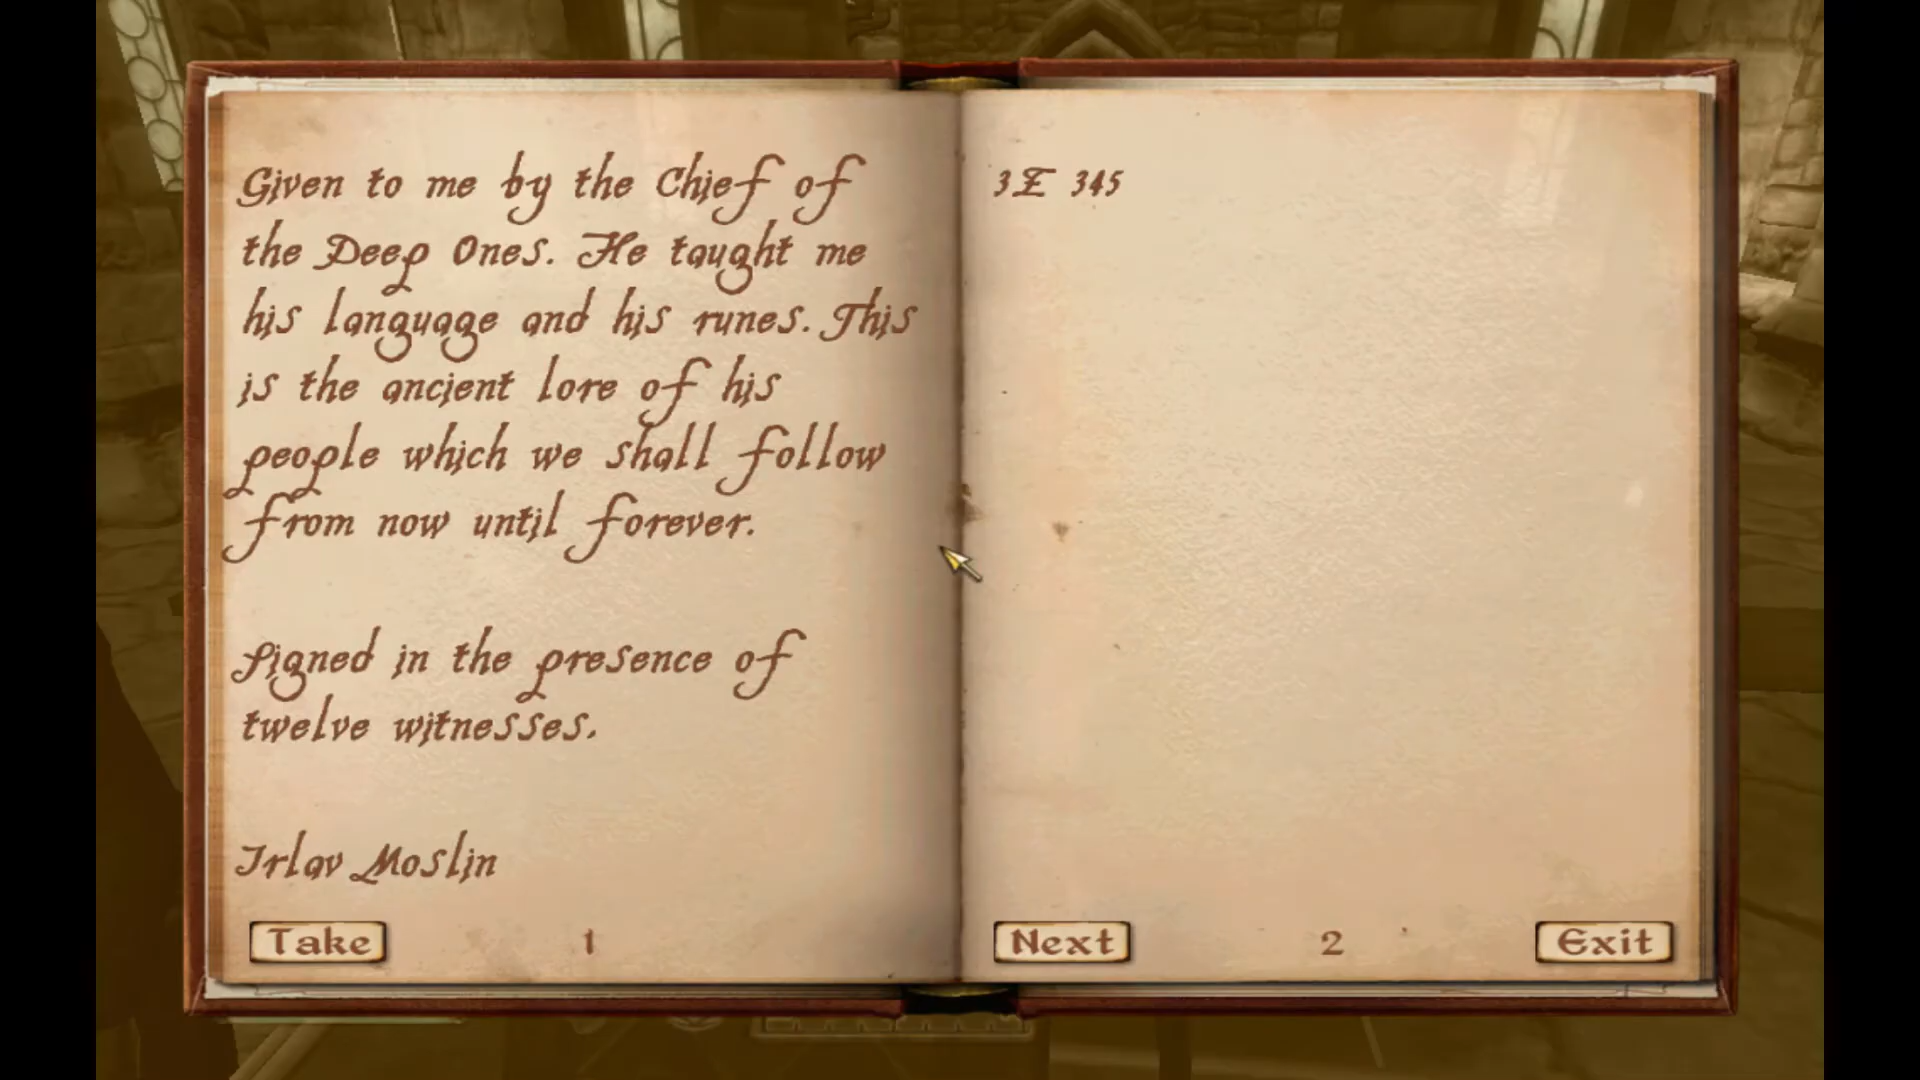 Given to me by the Chief of
the Deep Ones. He taught me
his language and his runes. This
is the ancient lore of his
people which we shall follow
from now until forever.
Signed in the presence of
twelve witnesses.
Irlav Moslin
Take
1
3E 345
Next
2
Exit